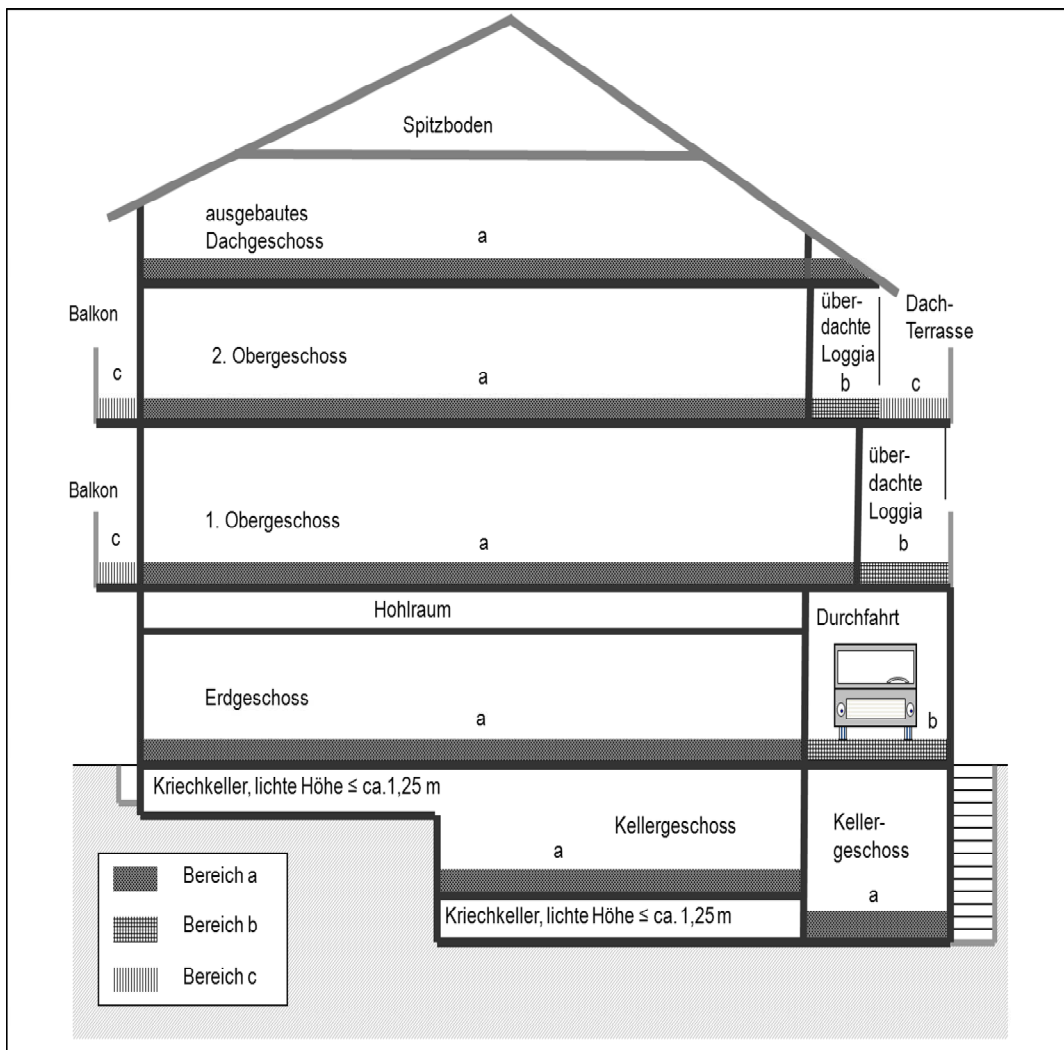 Spitzboden
ausgebautes
Dachgeschoss
a
Balkon
c
2. Obergeschoss
a
über-
dachte
Loggia
b
Dach-
Terrasse
c
Balkon
c
1. Obergeschoss
a
über-
dachte
Loggia
b
Hohlraum
Durchfahrt
Erdgeschoss
a
b
Kriechkeller, lichte Höhe ≤ ca.1,25 m
Kellergeschoss
a
Keller-
geschoss
a
Kriechkeller, lichte Höhe ≤ ca. 1,25 m
Bereich a
Bereich b
Bereich c